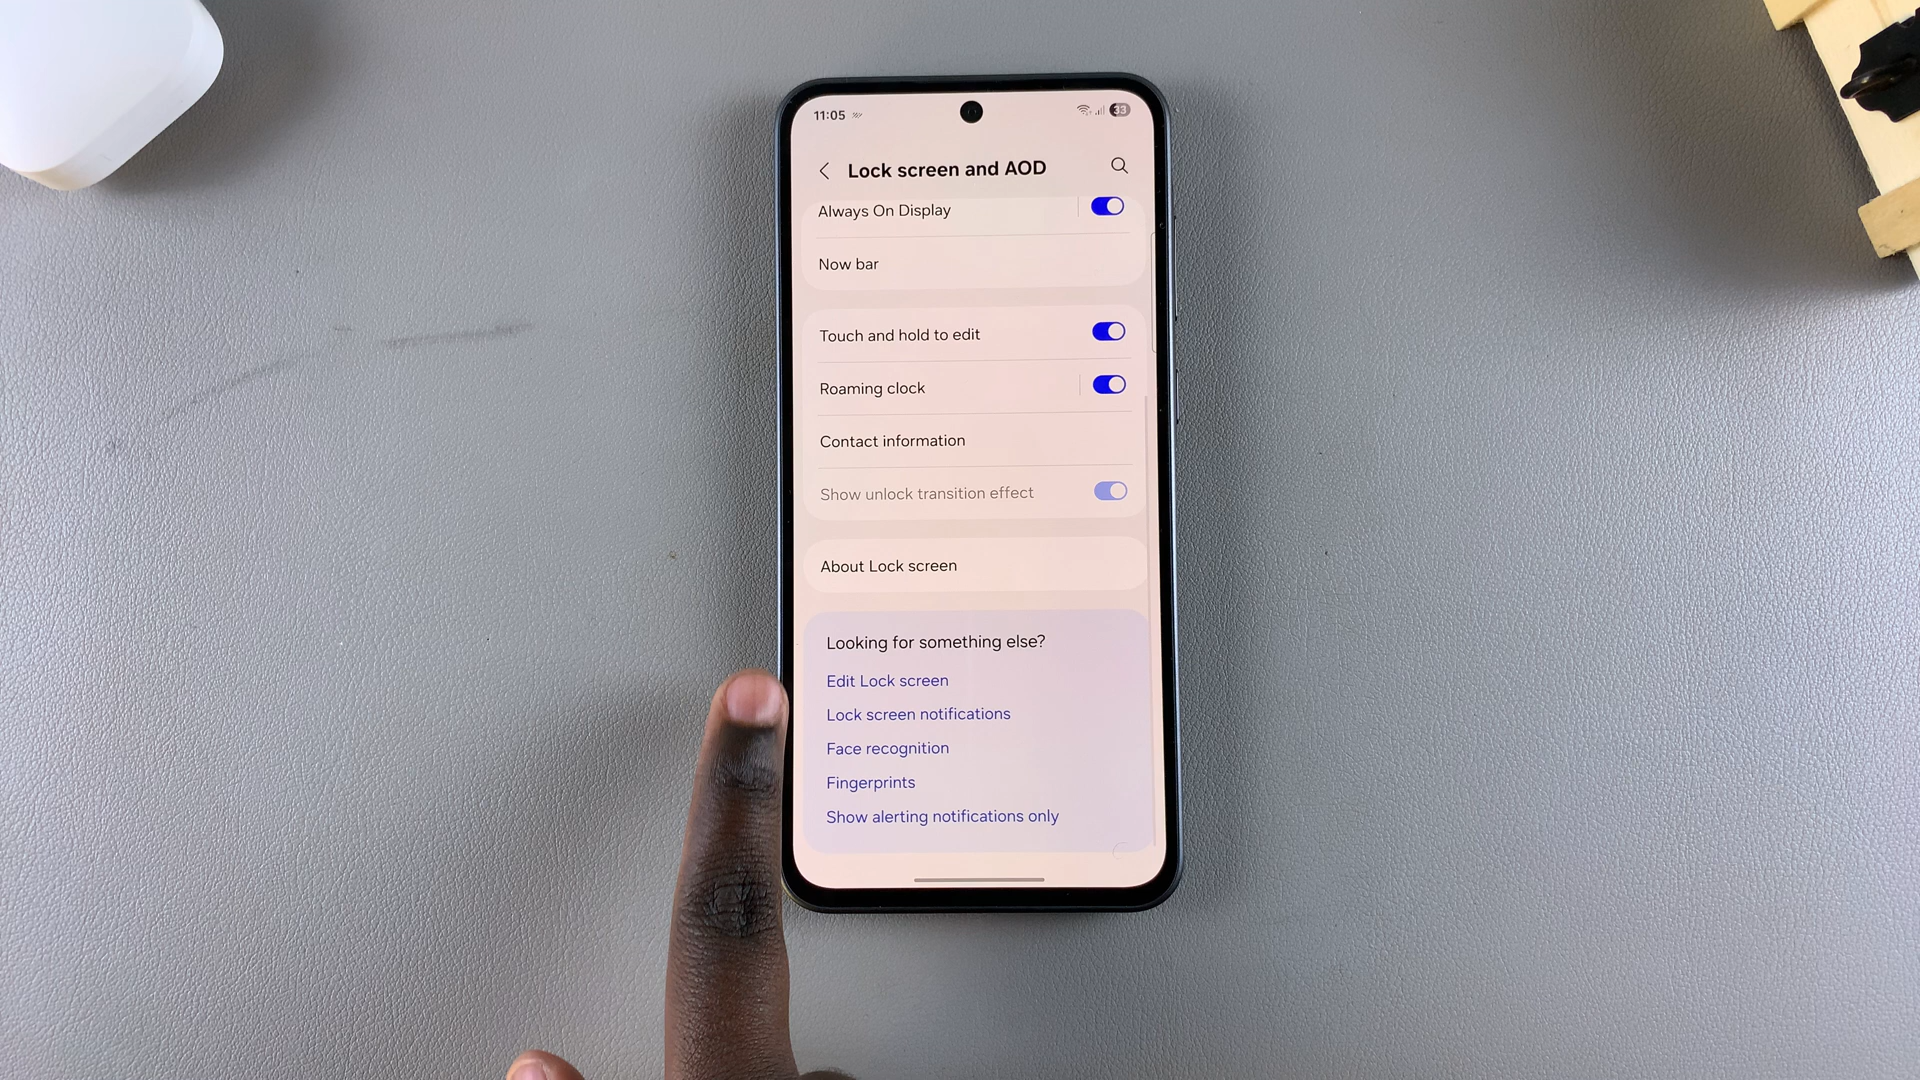 11:05
33
Lock screen and AOD
Always On Display
Now bar
Touch and hold to edit
Roaming clock
Contact information
Show unlock transition effect
About Lock screen
Looking for something else?
Edit Lock screen
Lock screen notifications
Face recognition
Fingerprints
Show alerting notifications only